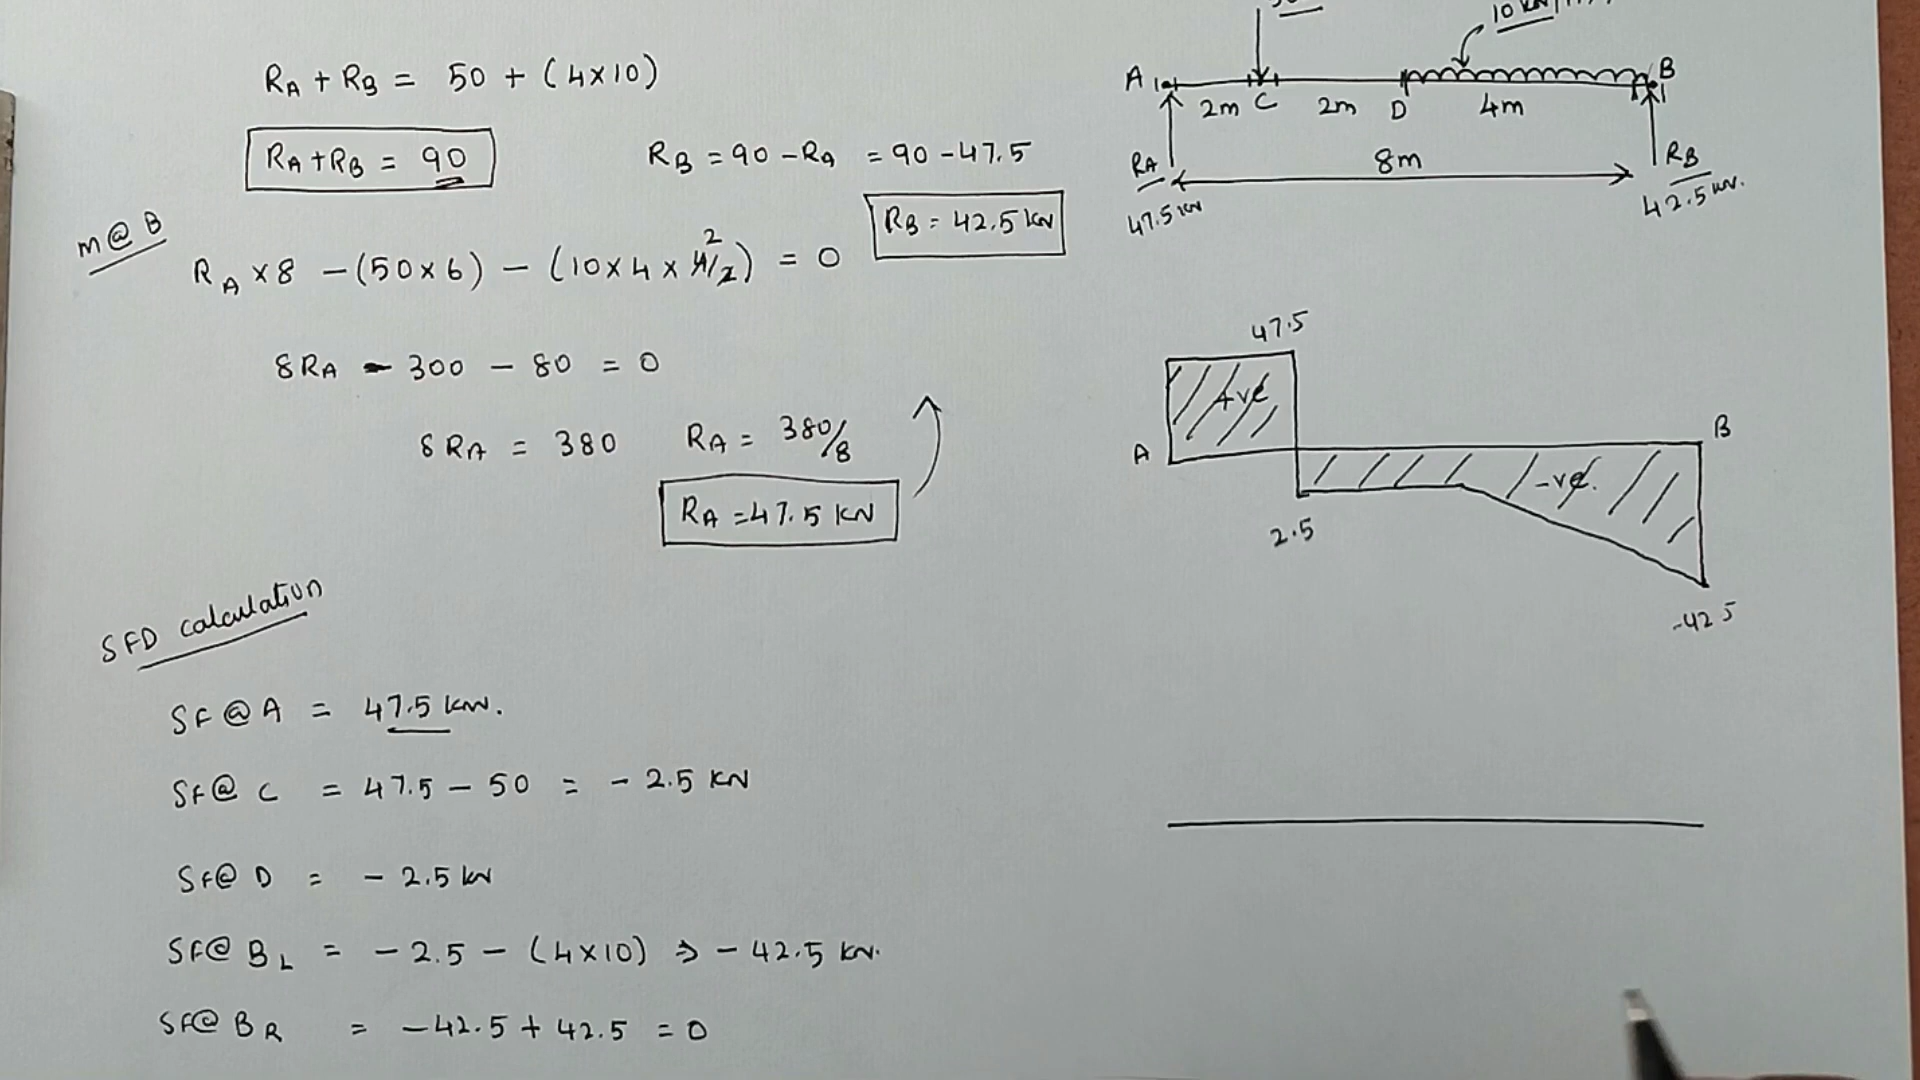 RA + RB = 50 + (4×10)
RA + RB = 90
RB = 90 - RA = 90 - 47.5
RB = 42.5 kN
m@B
RA × 8 - (50×6) - (10×4×4/2) = 0
2
8RA - 300 - 80 = 0
8RA = 380 RA = 380/8
RA = 47.5 KN
SFD calculation
SF@A = 47.5 kN.
SF@ C = 47.5 - 50 = - 2.5 KN
SF@ D = - 2.5 kN
SF@ BL = - 2.5 - (4×10) ⇒ - 42.5 kN.
SF@ BR = - 42.5 + 42.5 = 0
10 kN/m
A B
2m C 2m D 4m
RA 8m RB
47.5 kN 42.5 kN.
47.5
+ve
A B
-ve.
2.5
-42.5